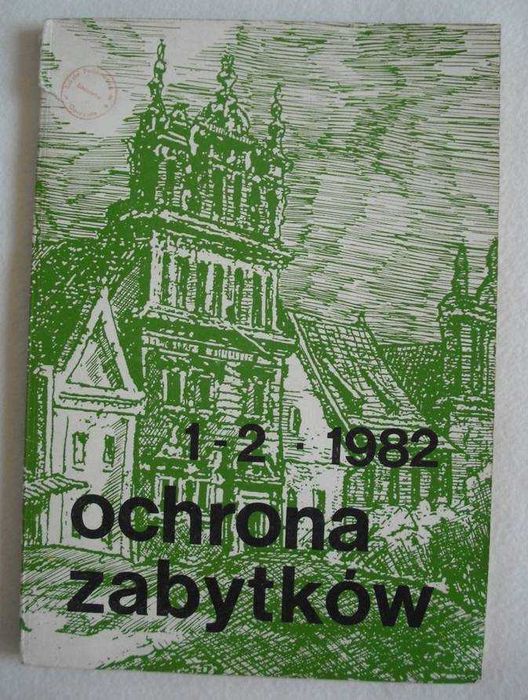 1-2 · 1982
ochrona
zabytków